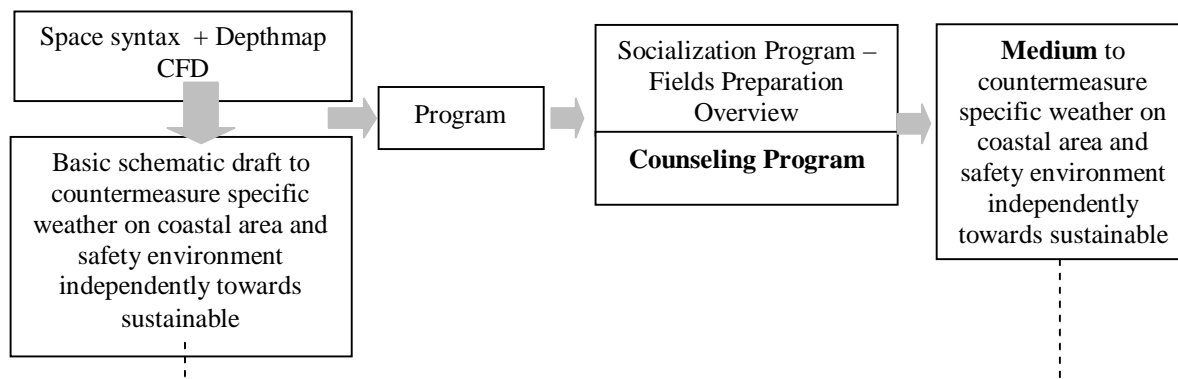 Space syntax + Depthmap
CFD
Basic schematic draft to
countermeasure specific
weather on coastal area and
safety environment
independently towards
sustainable
Program
Socialization Program –
Fields Preparation
Overview
Counseling Program
Medium to
countermeasure
specific weather on
coastal area and
safety environment
independently
towards sustainable